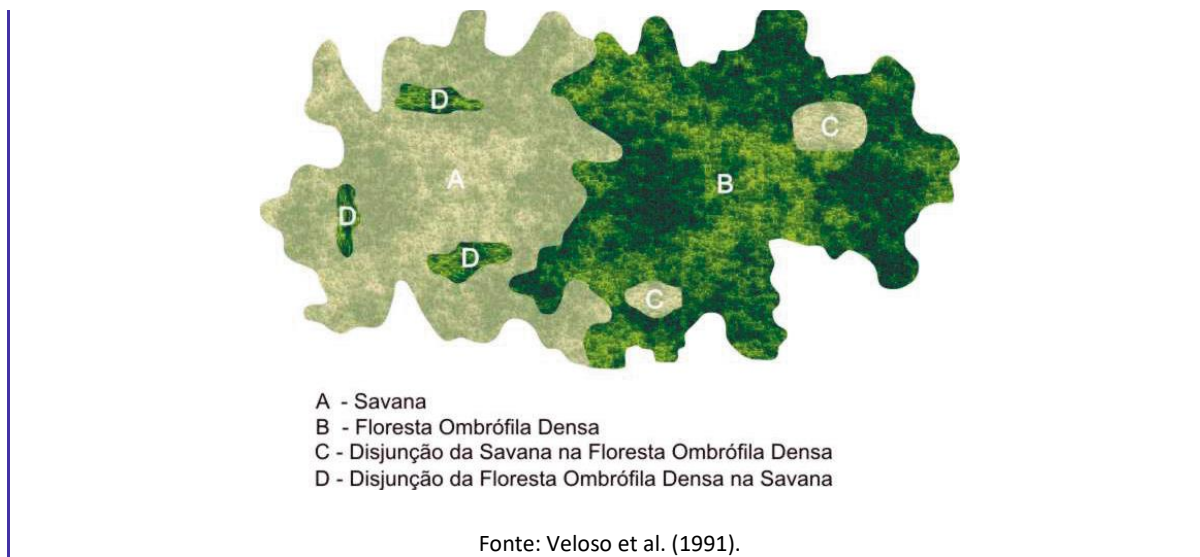 D
C
A
B
D
D
C
A - Savana
B - Floresta Ombrófila Densa
C - Disjunção da Savana na Floresta Ombrófila Densa
D - Disjunção da Floresta Ombrófila Densa na Savana
Fonte: Veloso et al. (1991).